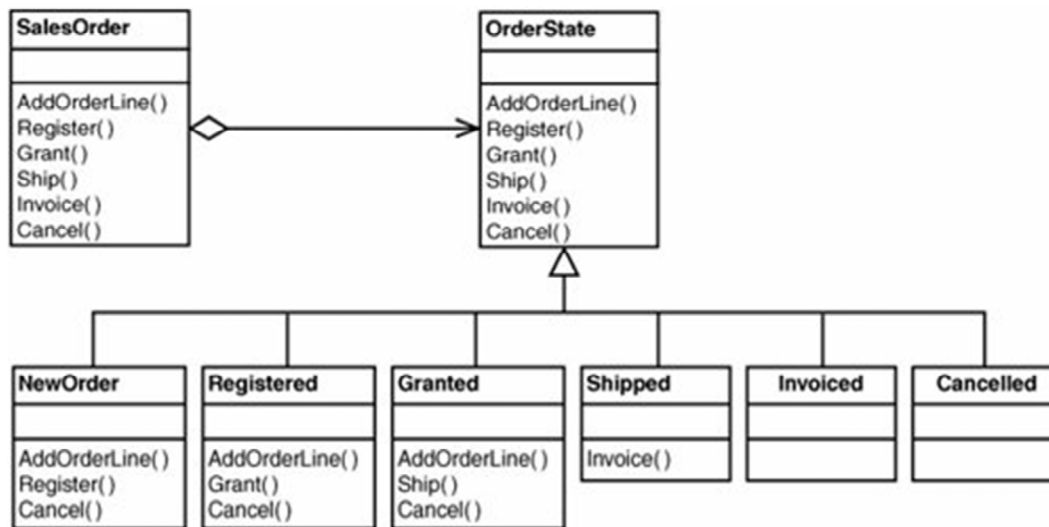 SalesOrder
AddOrderLine()
Register()
Grant()
Ship()
Invoice()
Cancel()
OrderState
AddOrderLine()
Register()
Grant()
Ship()
Invoice()
Cancel()
NewOrder
AddOrderLine()
Register()
Cancel()
Registered
AddOrderLine()
Grant()
Cancel()
Granted
AddOrderLine()
Ship()
Cancel()
Shipped
Invoice()
Invoiced
Cancelled